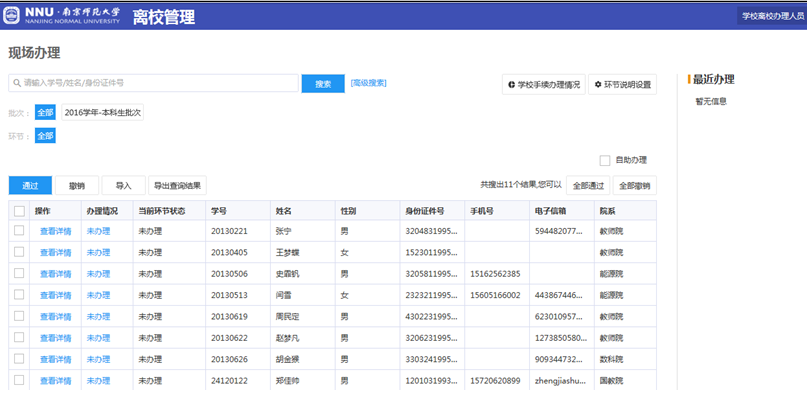 NNU·南京师范大学 离校管理 学校离校办理人员
NANJING NORMAL UNIVERSITY
现场办理
请输入学号/姓名/身份证件号 搜索 [高级搜索] 学校手续办理情况 环节说明设置 最近办理
暂无信息
批次： 全部 2016学年-本科生批次
环节： 全部
自助办理
通过 撤销 导入 导出查询结果 共搜出11个结果,您可以 全部通过 全部撤销
操作 办理情况 当前环节状态 学号 姓名 性别 身份证件号 手机号 电子信箱 院系
查看详情 未办理 未办理 20130221 张宁 男 3204831995... 594482077... 教师院
查看详情 未办理 未办理 20130405 王梦蝶 女 1523011995... 教师院
查看详情 未办理 未办理 20130506 史霸帆 男 3205811995... 15162562385 能源院
查看详情 未办理 未办理 20130513 闾雪 女 2323211995... 15605166002 443867446... 能源院
查看详情 未办理 未办理 20130619 周民定 男 4302231995... 623010957... 教师院
查看详情 未办理 未办理 20130622 赵梦凡 男 3206231995... 1273850580... 教师院
查看详情 未办理 未办理 20130626 胡金猴 男 3303241995... 909344732... 数科院
查看详情 未办理 未办理 24120122 郑佳帅 男 1201031993... 15720620899 zhengjiashu... 国教院